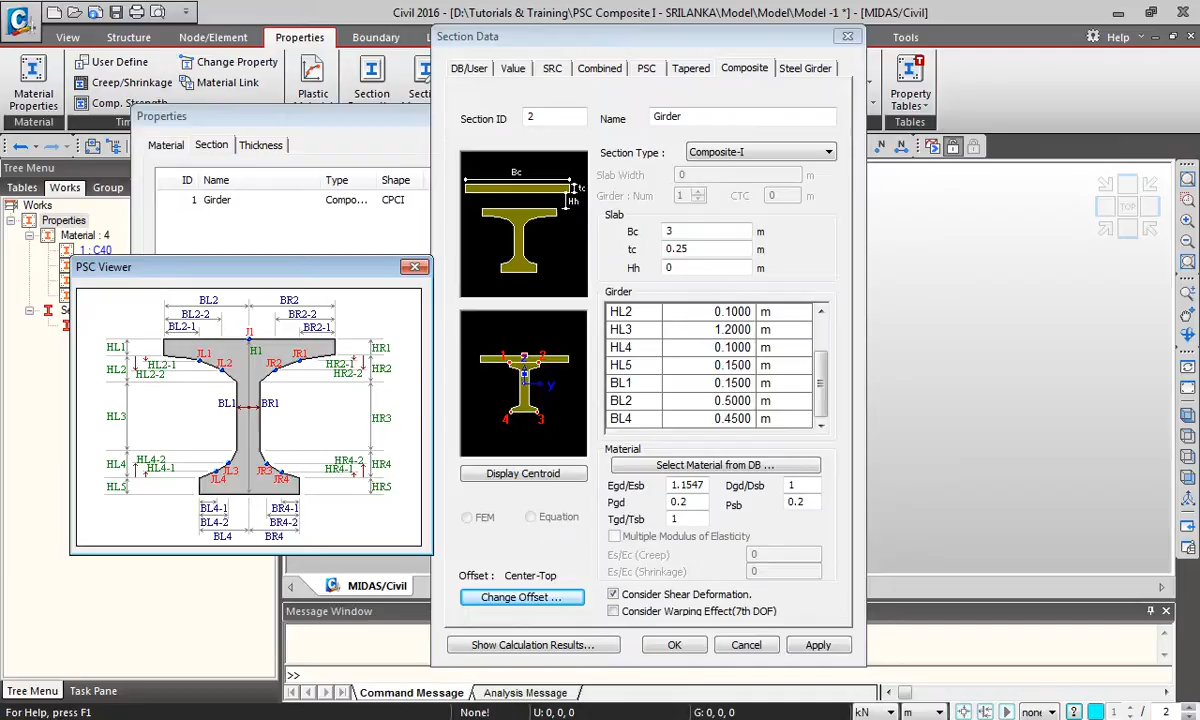 Civil 2016 - [D:\Tutorials & Training\PSC Composite I - SRILANKA\Model\Model\Model -1 *] - [MIDAS/Civil]
View
Structure
Node/Element
Properties
Boundary
Tools
Help
Material Properties
User Define
Creep/Shrinkage
Comp. Strength
Change Property
Material Link
Plastic
Section
Property Tables
Material
Tables
Tree Menu
Tables
Works
Group
Works
Properties
Material : 4
1 : C40
Properties
Material
Section
Thickness
ID
Name
Type
Shape
1
Girder
Compo...
CPCI
PSC Viewer
BL2
BR2
BL2-2
BR2-2
BL2-1
BR2-1
J1
HL1
JL1
H1
JR1
HR1
HL2
HL2-1
JL2
JR2
HR2-1
HR2
HL2-2
HR2-2
HL3
BL1
BR1
HR3
HL4
HL4-2
HL4-1
JL3
JR3
HR4-2
HR4-1
HR4
JL4
JR4
HL5
HR5
BL4-1
BR4-1
BL4-2
BR4-2
BL4
BR4
Section Data
DB/User
Value
SRC
Combined
PSC
Tapered
Composite
Steel Girder
Section ID
2
Name
Girder
Bc
tc
Hh
Section Type :
Composite-I
Slab Width
0
m
Girder : Num
1
CTC
0
m
Slab
Bc
3
m
tc
0.25
m
Hh
0
m
Girder
HL2
0.1000
m
HL3
1.2000
m
HL4
0.1000
m
HL5
0.1500
m
BL1
0.1500
m
BL2
0.5000
m
BL4
0.4500
m
1
2
z
y
4
3
Display Centroid
FEM
Equation
Offset :
Center-Top
Change Offset ...
Material
Select Material from DB ...
Egd/Esb
1.1547
Dgd/Dsb
1
Pgd
0.2
Psb
0.2
Tgd/Tsb
1
Multiple Modulus of Elasticity
Es/Ec (Creep)
0
Es/Ec (Shrinkage)
0
Consider Shear Deformation.
Consider Warping Effect(7th DOF)
Show Calculation Results...
OK
Cancel
Apply
TOP
MIDAS/Civil
Message Window
>>
Tree Menu
Task Pane
Command Message
Analysis Message
For Help, press F1
None!
U: 0, 0, 0
G: 0, 0, 0
kN
m
none
1
/
2